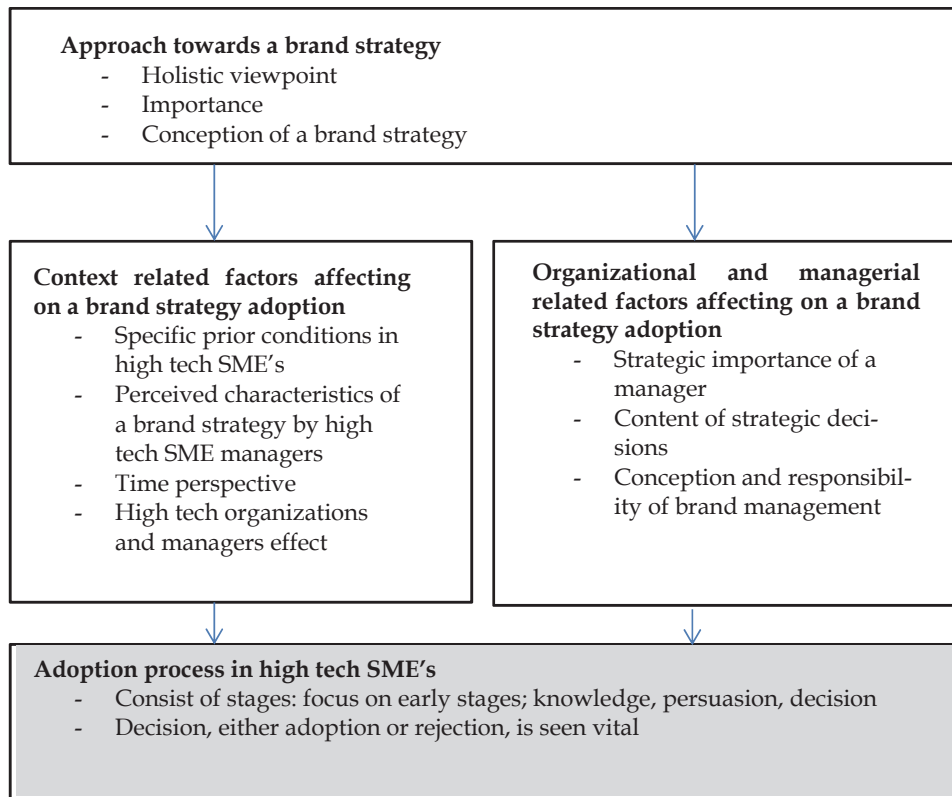 Approach towards a brand strategy
- Holistic viewpoint
- Importance
- Conception of a brand strategy
Context related factors affecting
on a brand strategy adoption
- Specific prior conditions in
high tech SME's
- Perceived characteristics of
a brand strategy by high
tech SME managers
- Time perspective
- High tech organizations
and managers effect
Organizational and managerial
related factors affecting on a brand
strategy adoption
- Strategic importance of a
manager
- Content of strategic deci-
sions
- Conception and responsibil-
ity of brand management
Adoption process in high tech SME's
- Consist of stages: focus on early stages; knowledge, persuasion, decision
- Decision, either adoption or rejection, is seen vital